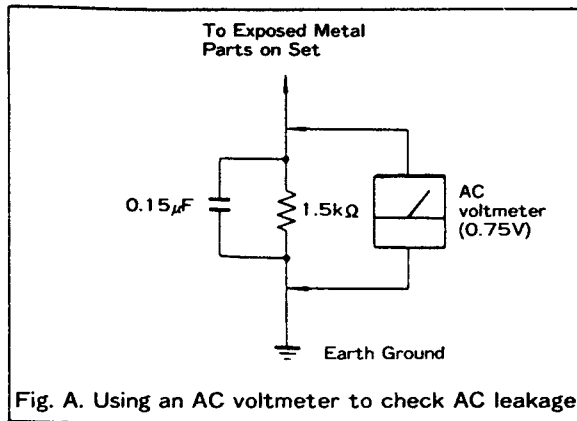 To Exposed Metal
Parts on Set
0.15μF
1.5kΩ
AC
voltmeter
(0.75V)
Earth Ground
Fig. A. Using an AC voltmeter to check AC leakage